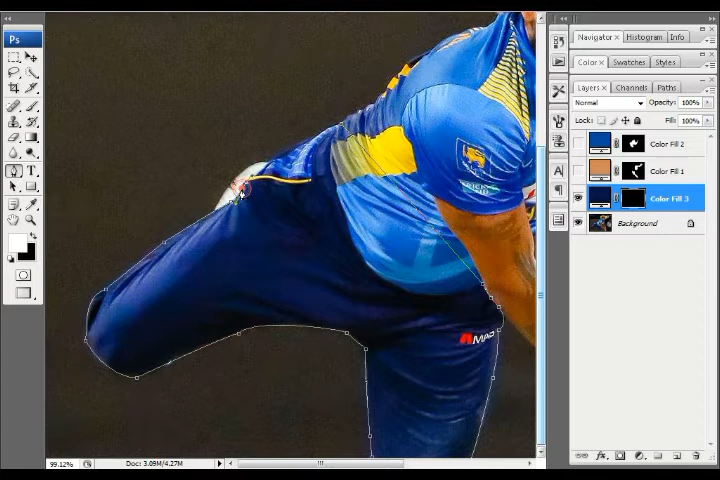 Ps
Navigator × Histogram Info
Color × Swatches Styles
Layers × Channels Paths
Normal Opacity: 100%
Lock: Fill: 100%
Color Fill 2
Color Fill 1
Color Fill 3
Background
T
A
MAS
99.12% Doc: 3.09M/4.27M
fx